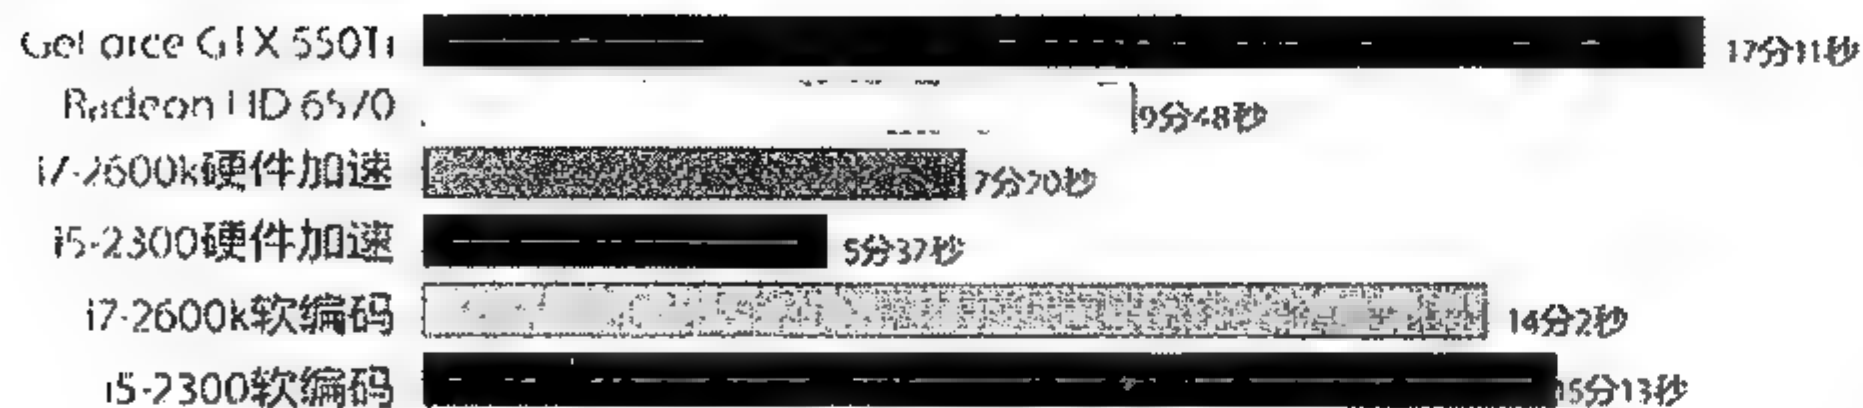 GeForce GTX 550Ti 17分11秒
Radeon HD 6570 9分48秒
i7-2600k硬件加速 7分20秒
i5-2300硬件加速 5分37秒
i7-2600k软编码 14分2秒
i5-2300软编码 15分13秒